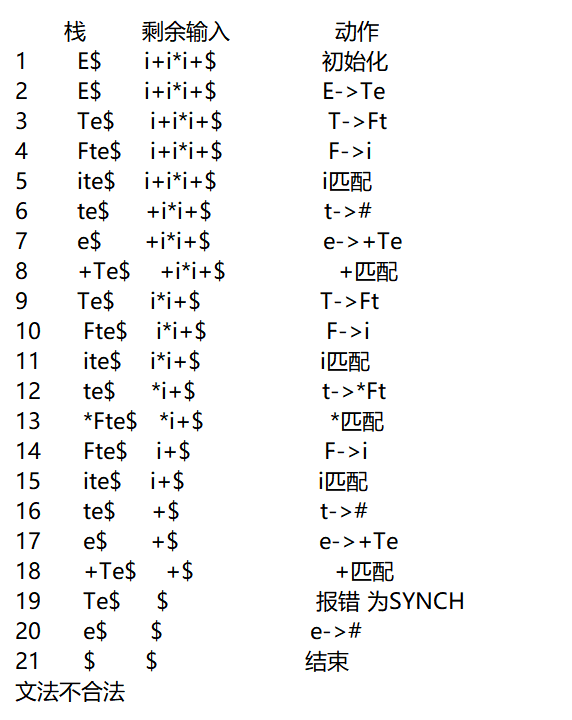 栈 剩余输入 动作
1 E$ i+i*i+$ 初始化
2 E$ i+i*i+$ E->Te
3 Te$ i+i*i+$ T->Ft
4 Fte$ i+i*i+$ F->i
5 ite$ i+i*i+$ i匹配
6 te$ +i*i+$ t->#
7 e$ +i*i+$ e->+Te
8 +Te$ +i*i+$ +匹配
9 Te$ i*i+$ T->Ft
10 Fte$ i*i+$ F->i
11 ite$ i*i+$ i匹配
12 te$ *i+$ t->*Ft
13 *Fte$ *i+$ *匹配
14 Fte$ i+$ F->i
15 ite$ i+$ i匹配
16 te$ +$ t->#
17 e$ +$ e->+Te
18 +Te$ +$ +匹配
19 Te$ $ 报错 为SYNCH
20 e$ $ e->#
21 $ $ 结束
文法不合法